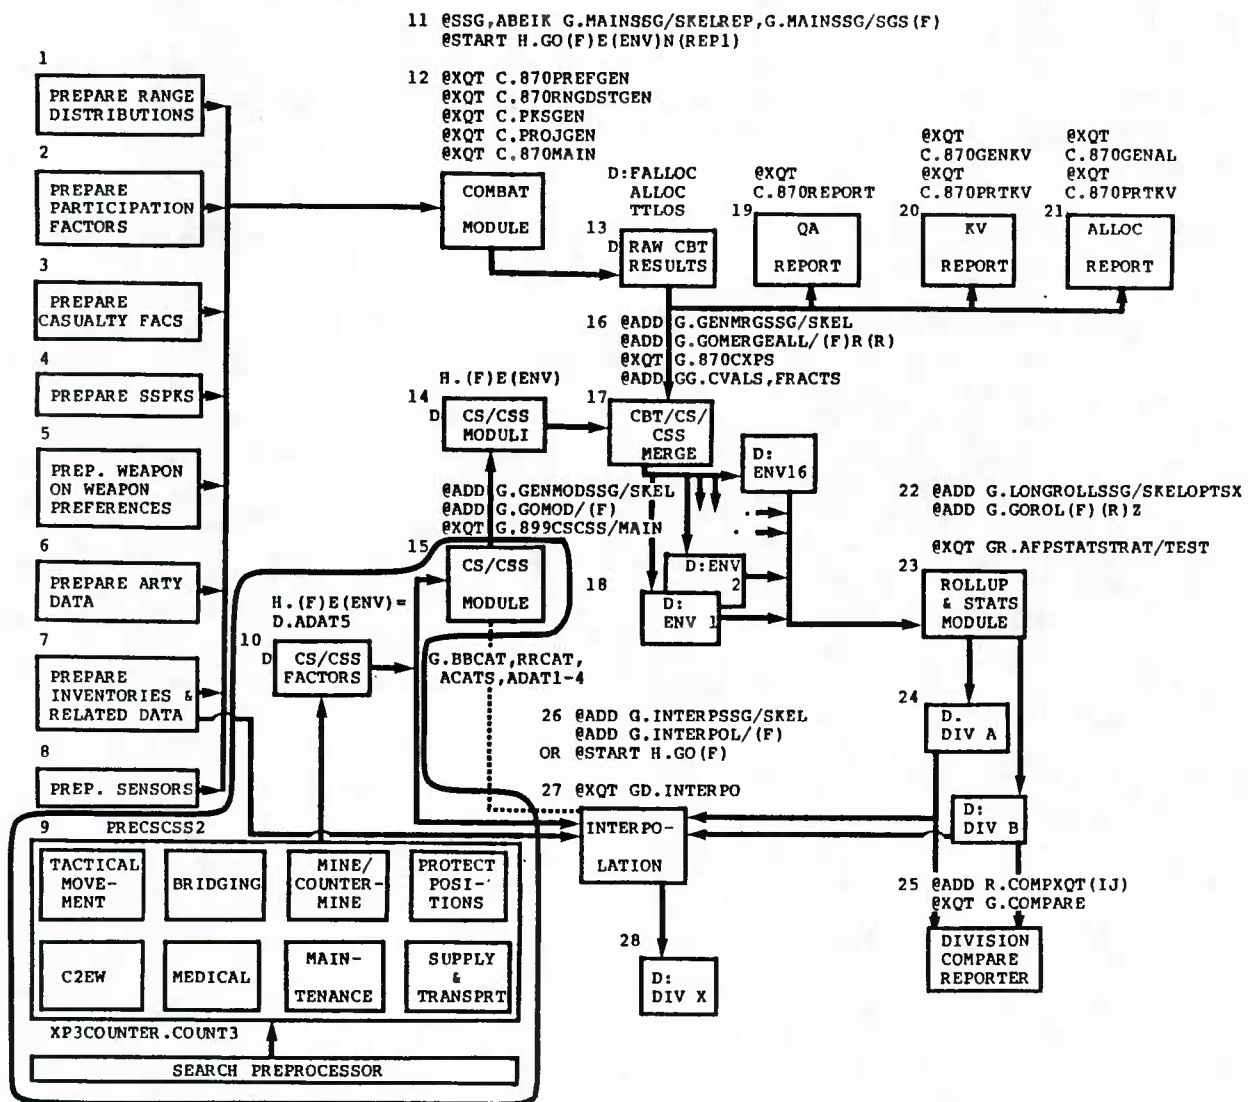 11 @SSG,ABEIK G.MAINSSG/SKELREP,G.MAINSSG/SGS(F)
@START H.GO(F)E(ENV)N(REP1)
1
PREPARE RANGE
DISTRIBUTIONS
2
PREPARE
PARTICIPATION
FACTORS
3
PREPARE
CASUALTY FACS
4
PREPARE SSPKS
5
PREP. WEAPON
ON WEAPON
PREFERENCES
6
PREPARE ARTY
DATA
7
PREPARE
INVENTORIES &
RELATED DATA
8
PREP. SENSORS
12 @XQT C.870PREFGEN
@XQT C.870RNGDSTGEN
@XQT C.PKSGEN
@XQT C.PROJGEN
@XQT C.870MAIN
COMBAT
MODULE
D:FALLOC
ALLOC
TTLOS
13
D RAW CBT
RESULTS
@XQT
C.870REPORT
19
QA
REPORT
@XQT
C.870GENKV
@XQT
C.870PRTKV
20
KV
REPORT
@XQT
C.870GENAL
@XQT
C.870PRTKV
21
ALLOC
REPORT
16 @ADD G.GENMRGSSG/SKEL
@ADD G.GOMERGEALL/(F)R(R)
@XQT G.870CXPS
@ADD GG.CVALS,FRACTS
H.(F)E(ENV)
14
D CS/CSS
MODULI
17
CBT/CS/
CSS
MERGE
D:
ENV16
@ADD G.GENMODSSG/SKEL
@ADD G.GOMOD/(F)
@XQT G.899CSCSS/MAIN
15
CS/CSS
MODULE
18
D:ENV
2
D:
ENV 1
22 @ADD G.LONGROLLSSG/SKELOPTSX
@ADD G.GOROL(F)(R)Z
@XQT GR.AFPSTATSTRAT/TEST
23
ROLLUP
& STATS
MODULE
H.(F)E(ENV)=
D.ADAT5
10
D CS/CSS
FACTORS
G.BBCAT,RRCAT,
ACATS,ADAT1-4
24
D.
DIV A
26 @ADD G.INTERPSSG/SKEL
@ADD G.INTERPOL/(F)
OR @START H.GO(F)
27 @XQT GD.INTERPO
INTERPO-
LATION
D:
DIV B
25 @ADD R.COMPXQT(IJ)
@XQT G.COMPARE
DIVISION
COMPARE
REPORTER
28
D:
DIV X
9 PRECSCSS2
TACTICAL
MOVE-
MENT
BRIDGING
MINE/
COUNTER-
MINE
PROTECT
POSI-
TIONS
C2EW
MEDICAL
MAIN-
TENANCE
SUPPLY
&
TRANSPRT
XP3COUNTER.COUNT3
SEARCH PREPROCESSOR